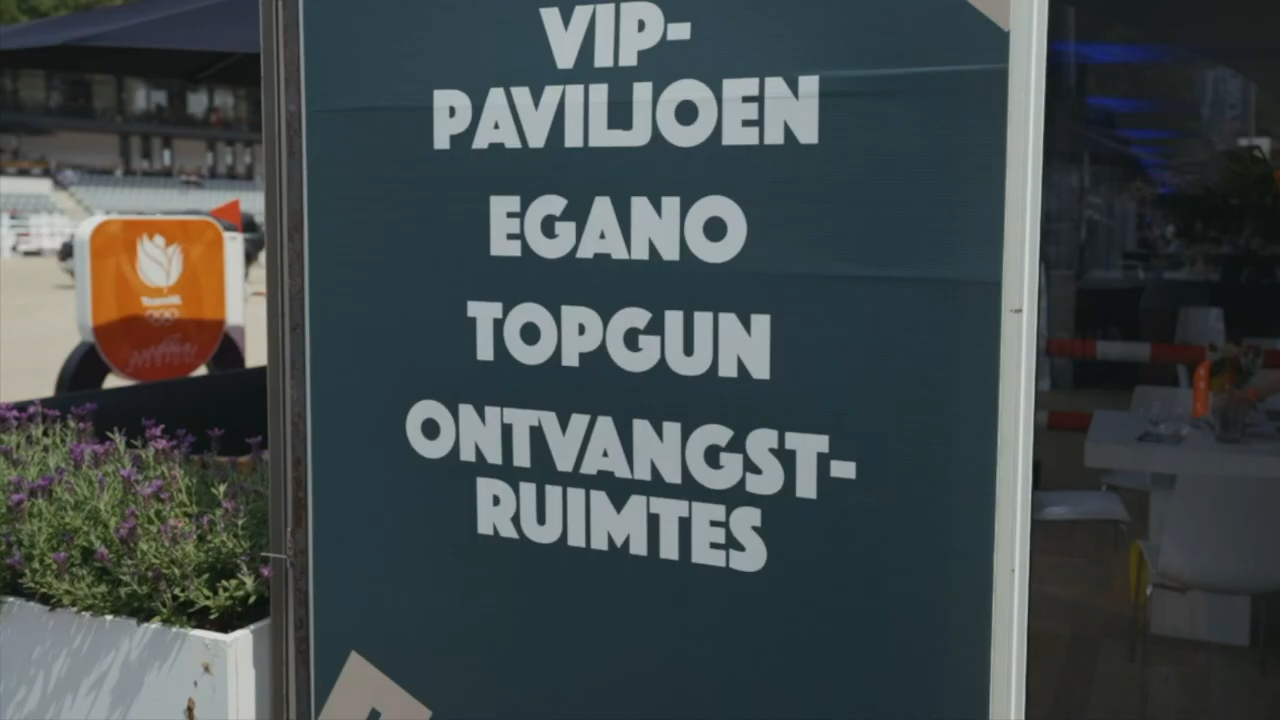 VIP-
PAVILJOEN
EGANO
TOPGUN
ONTVANGST-
RUIMTES